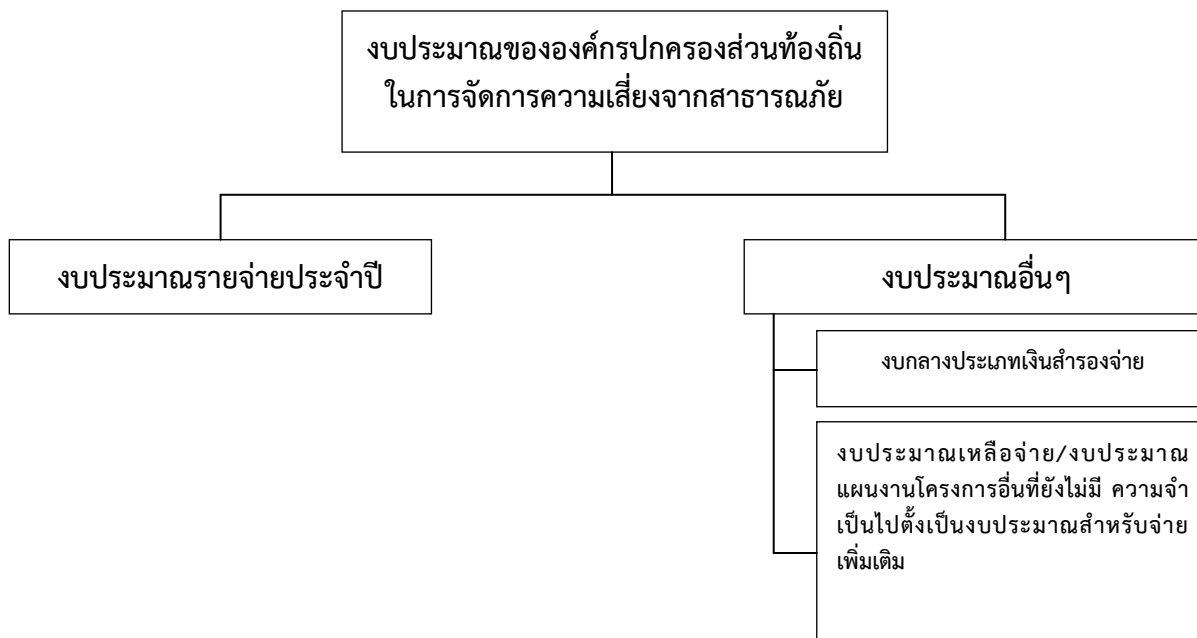 งบประมาณขององค์กรปกครองส่วนท้องถิ่น
ในการจัดการความเสี่ยงจากสาธารณภัย
งบประมาณรายจ่ายประจำปี
งบประมาณอื่นๆ
งบกลางประเภทเงินสำรองจ่าย
งบประมาณเหลือจ่าย/งบประมาณ
แผนงานโครงการอื่นที่ยังไม่มี ความจำ
เป็นไปตั้งเป็นงบประมาณสำหรับจ่าย
เพิ่มเติม